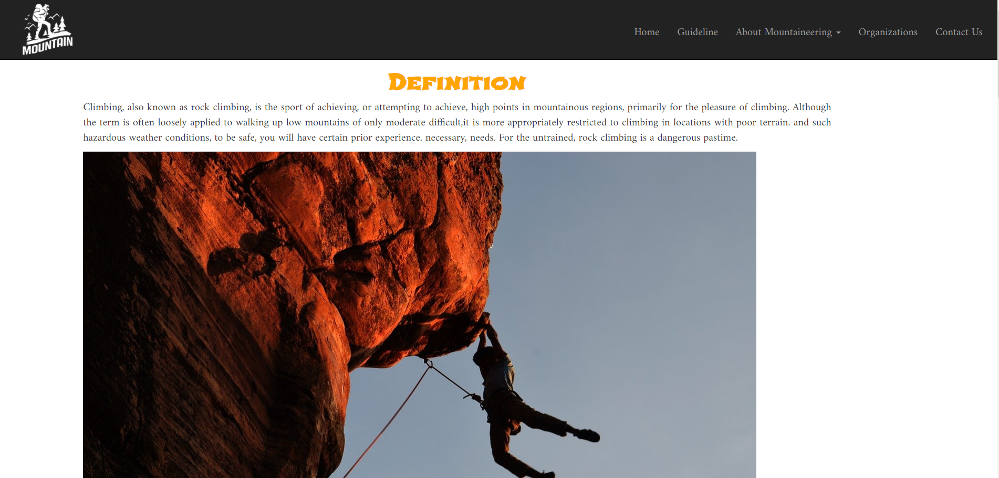 MOUNTAIN
Home Guideline About Mountaineering Organizations Contact Us
DEFINITION
Climbing, also known as rock climbing, is the sport of achieving, or attempting to achieve, high points in mountainous regions, primarily for the pleasure of climbing. Although
the term is often loosely applied to walking up low mountains of only moderate difficult,it is more appropriately restricted to climbing in locations with poor terrain. and such
hazardous weather conditions, to be safe, you will have certain prior experience. necessary, needs. For the untrained, rock climbing is a dangerous pastime.